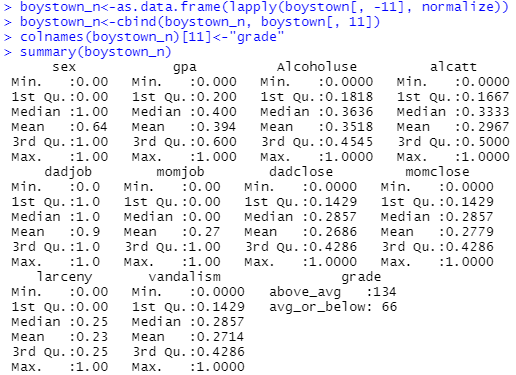 > boystown_n<-as.data.frame(lapply(boystown[, -11], normalize))
> boystown_n<-cbind(boystown_n, boystown[, 11])
> colnames(boystown_n)[11]<-"grade"
> summary(boystown_n)
sex gpa Alcoholuse alcatt
Min. :0.00 Min. :0.000 Min. :0.0000 Min. :0.0000
1st Qu.:0.00 1st Qu.:0.200 1st Qu.:0.1818 1st Qu.:0.1667
Median :1.00 Median :0.400 Median :0.3636 Median :0.3333
Mean :0.64 Mean :0.394 Mean :0.3518 Mean :0.2967
3rd Qu.:1.00 3rd Qu.:0.600 3rd Qu.:0.4545 3rd Qu.:0.5000
Max. :1.00 Max. :1.000 Max. :1.0000 Max. :1.0000
dadjob momjob dadclose momclose
Min. :0.0 Min. :0.00 Min. :0.0000 Min. :0.0000
1st Qu.:1.0 1st Qu.:0.00 1st Qu.:0.1429 1st Qu.:0.1429
Median :1.0 Median :0.00 Median :0.2857 Median :0.2857
Mean :0.9 Mean :0.27 Mean :0.2686 Mean :0.2779
3rd Qu.:1.0 3rd Qu.:1.00 3rd Qu.:0.4286 3rd Qu.:0.4286
Max. :1.0 Max. :1.00 Max. :1.0000 Max. :1.0000
larceny vandalism grade
Min. :0.00 Min. :0.0000 above_avg :134
1st Qu.:0.00 1st Qu.:0.1429 avg_or_below: 66
Median :0.25 Median :0.2857
Mean :0.23 Mean :0.2714
3rd Qu.:0.25 3rd Qu.:0.4286
Max. :1.00 Max. :1.0000